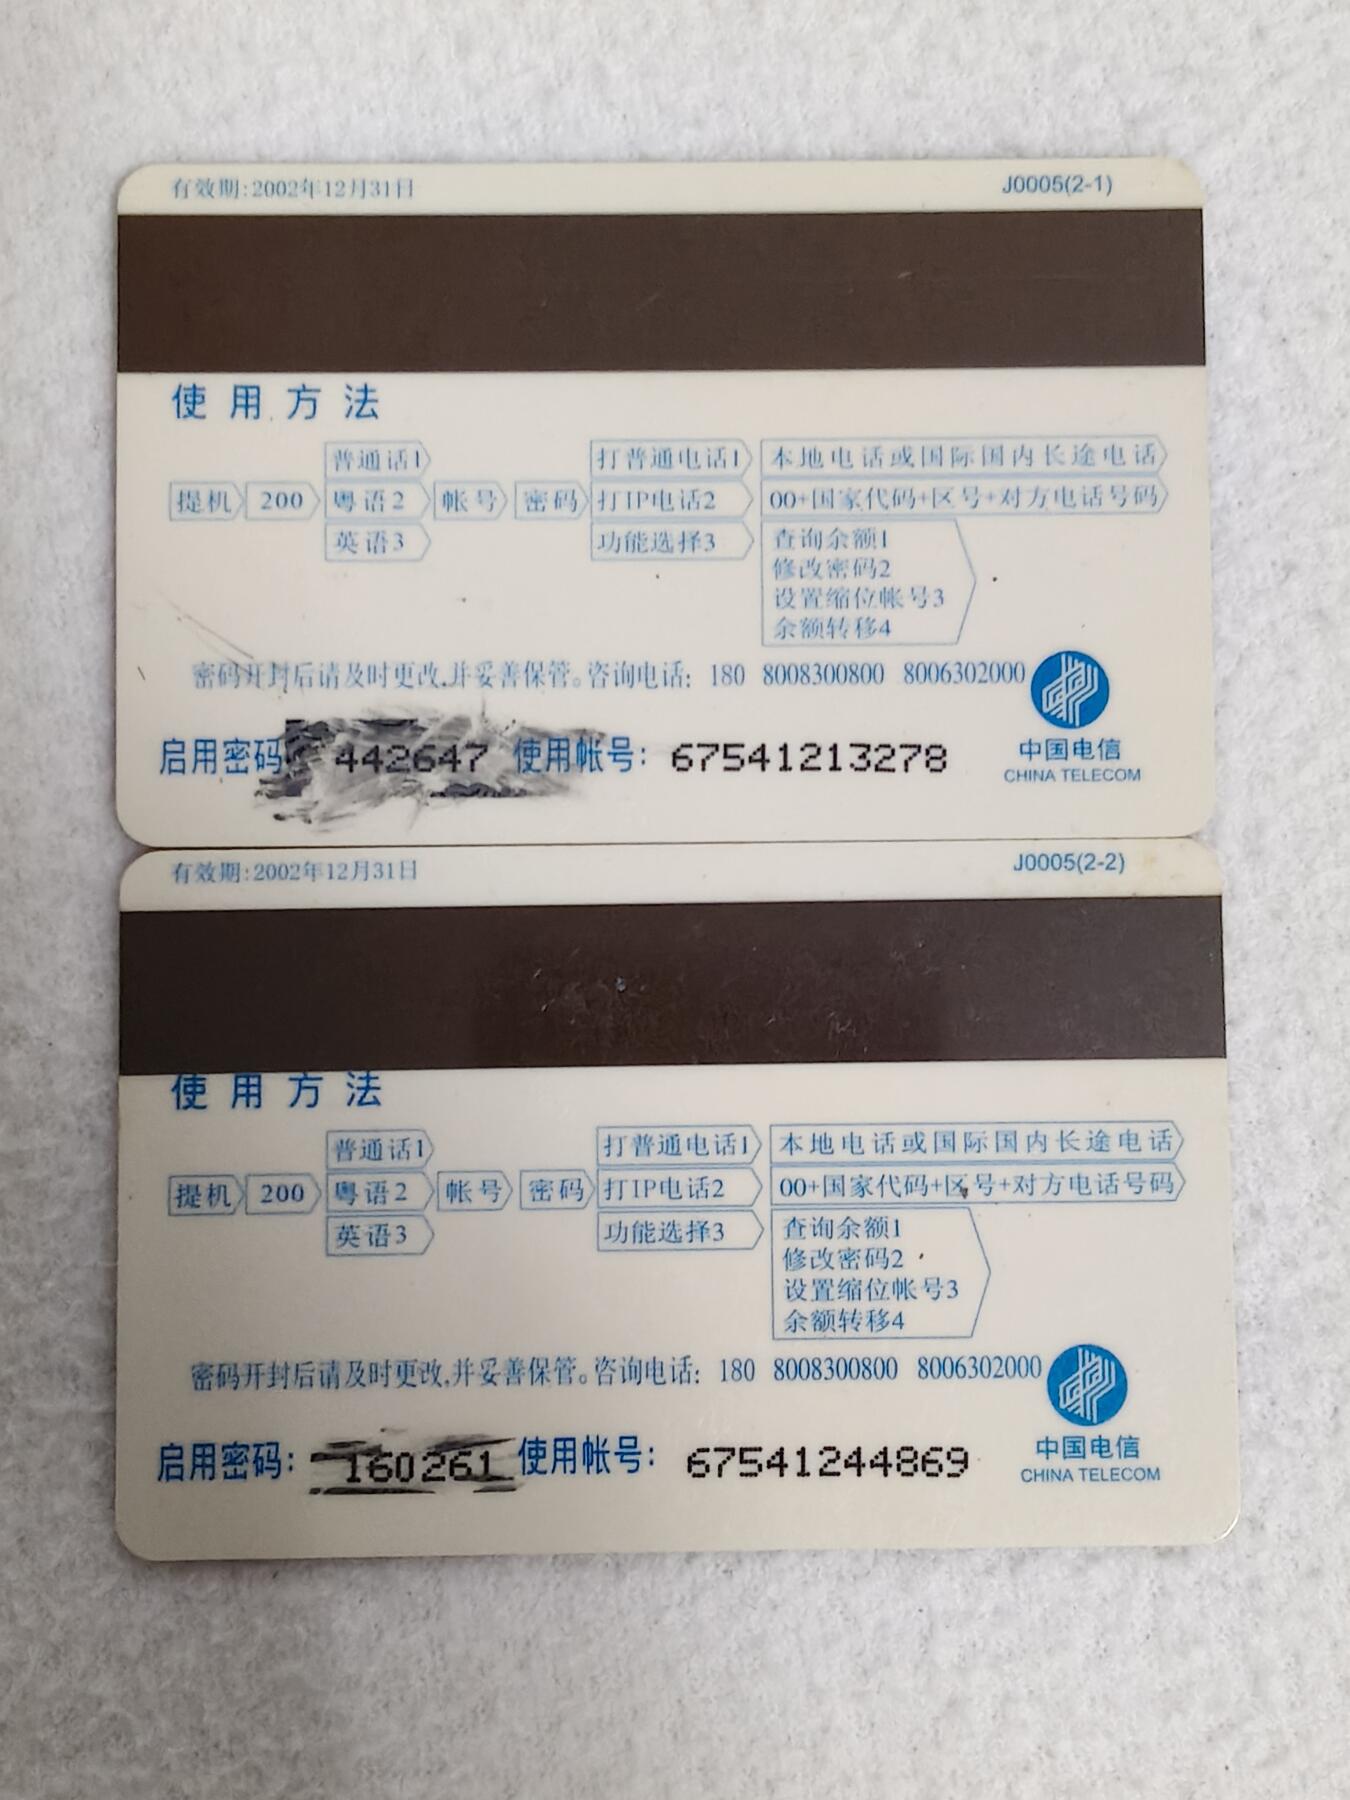 有效期:2002年12月31日 J0005(2-1)
使用方法
普通话1 打普通电话1 本地电话或国际国内长途电话
提机 200 粤语2 帐号 密码 打IP电话2 00+国家代码+区号+对方电话号码
英语3 功能选择3 查询余额1
修改密码2
设置缩位帐号3
余额转移4
密码开封后请及时更改,并妥善保管。咨询电话: 180 8008300800 8006302000
启用密码 442647 使用帐号: 67541213278
中国电信
CHINA TELECOM
有效期:2002年12月31日 J0005(2-2)
使用方法
普通话1 打普通电话1 本地电话或国际国内长途电话
提机 200 粤语2 帐号 密码 打IP电话2 00+国家代码+区号+对方电话号码
英语3 功能选择3 查询余额1
修改密码2
设置缩位帐号3
余额转移4
密码开封后请及时更改,并妥善保管。咨询电话: 180 8008300800 8006302000
启用密码: 160261 使用帐号: 67541244869
中国电信
CHINA TELECOM